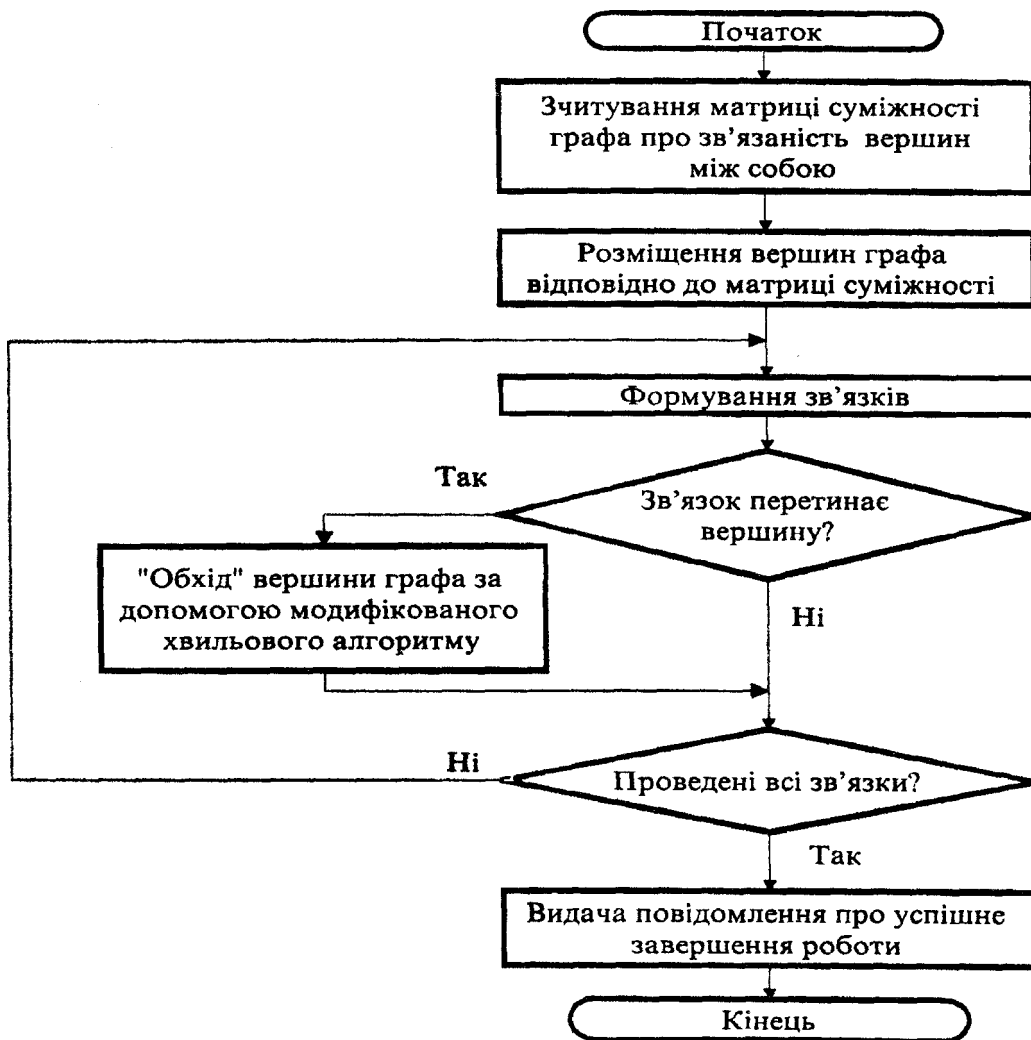 Початок
Зчитування матриці суміжності
графа про зв’язаність вершин
між собою
Розміщення вершин графа
відповідно до матриці суміжності
Формування зв’язків
Так
Зв’язок перетинає
вершину?
"Обхід" вершини графа за
допомогою модифікованого
хвильового алгоритму
Ні
Ні
Проведені всі зв’язки?
Так
Видача повідомлення про успішне
завершення роботи
Кінець